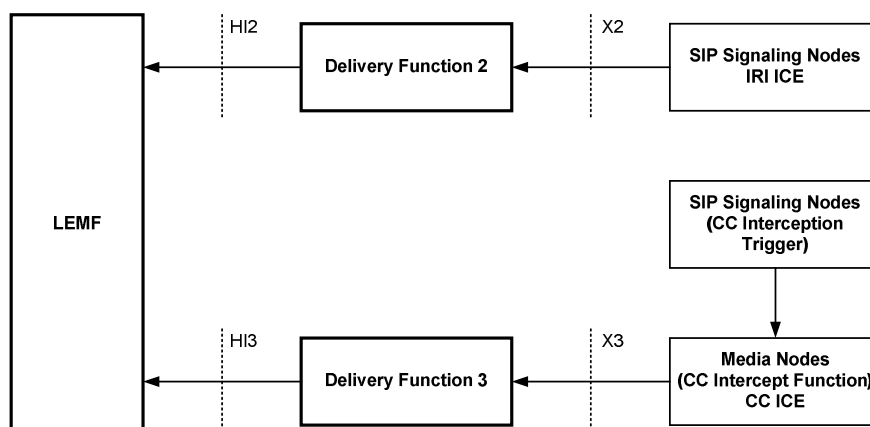 HI2
X2
Delivery Function 2
SIP Signaling Nodes
IRI ICE
LEMF
SIP Signaling Nodes
(CC Interception
Trigger)
HI3
X3
Delivery Function 3
Media Nodes
(CC Intercept Function)
CC ICE